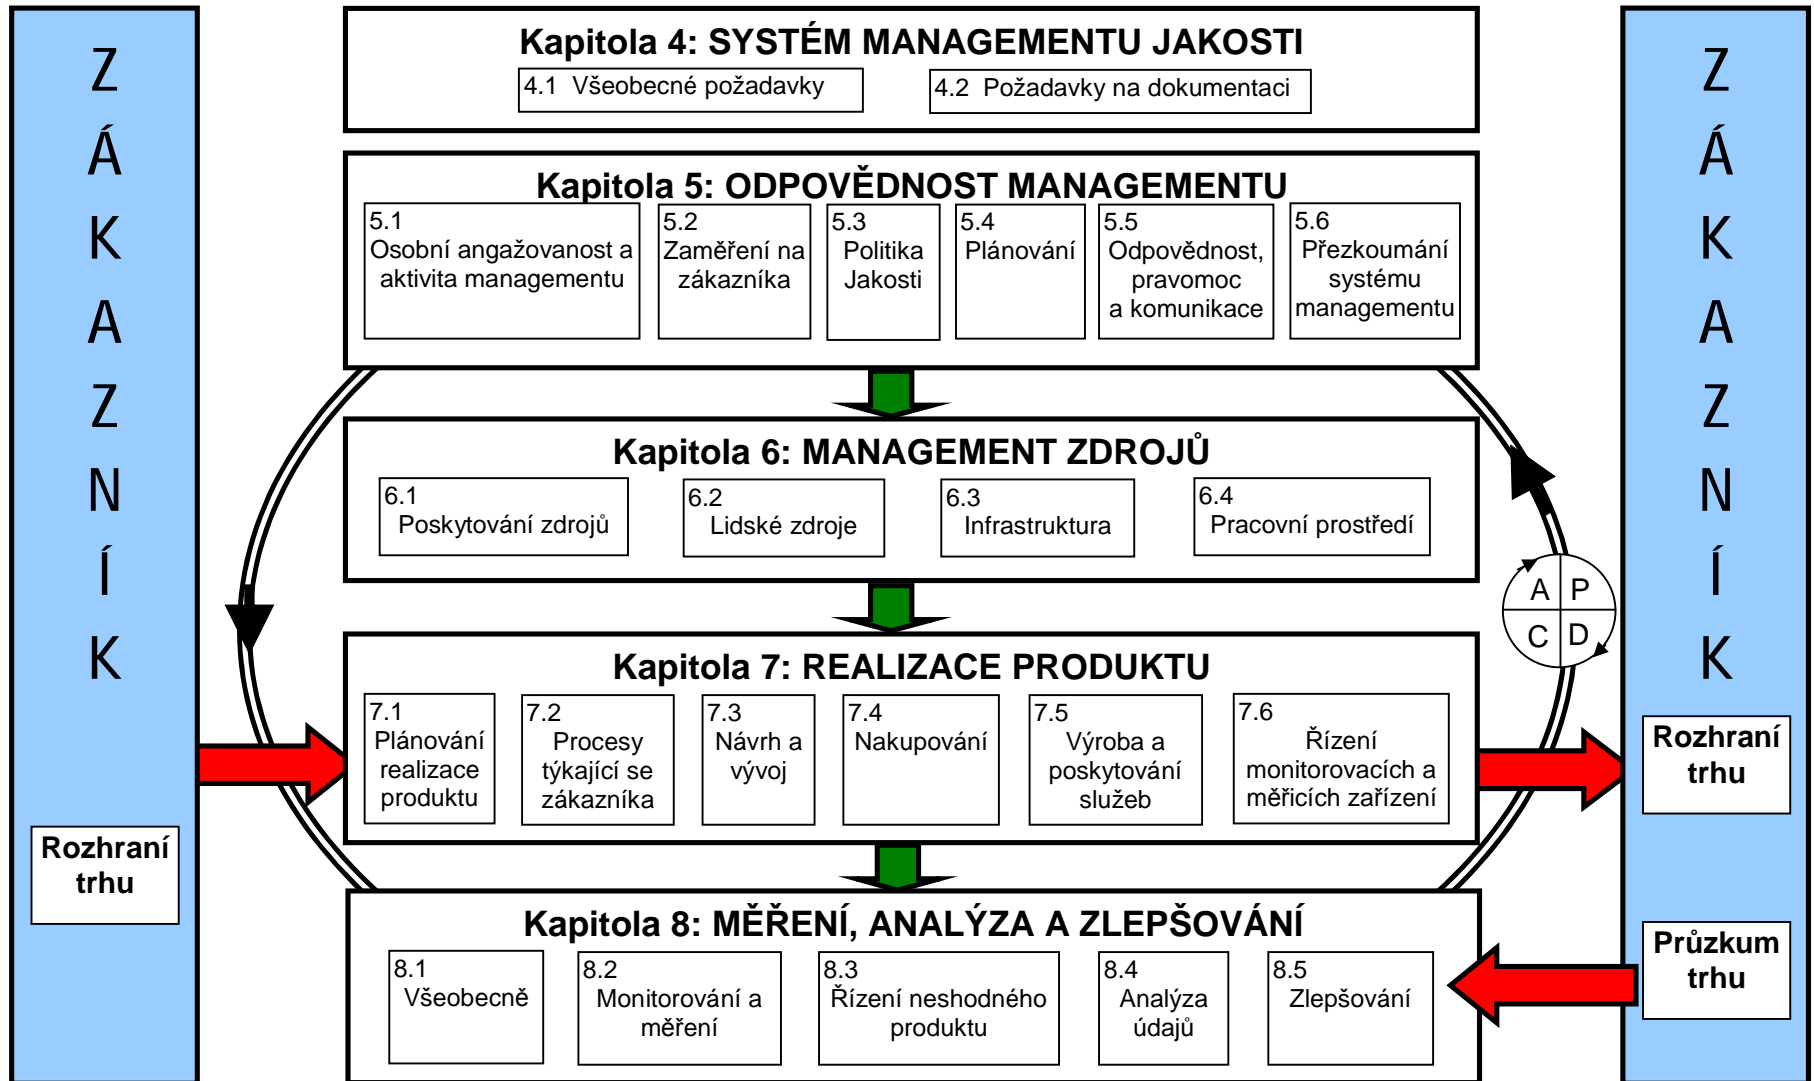 Z
Á
K
A
Z
N
Í
K
Rozhraní
trhu
Kapitola 4: SYSTÉM MANAGEMENTU JAKOSTI
4.1 Všeobecné požadavky
4.2 Požadavky na dokumentaci
Kapitola 5: ODPOVĚDNOST MANAGEMENTU
5.1
Osobní angažovanost a
aktivita managementu
5.2
Zaměření na
zákazníka
5.3
Politika
Jakosti
5.4
Plánování
5.5
Odpovědnost,
pravomoc
a komunikace
5.6
Přezkoumání
systému
managementu
Kapitola 6: MANAGEMENT ZDROJŮ
6.1
Poskytování zdrojů
6.2
Lidské zdroje
6.3
Infrastruktura
6.4
Pracovní prostředí
A P
C D
Kapitola 7: REALIZACE PRODUKTU
7.1
Plánování
realizace
produktu
7.2
Procesy
týkající se
zákazníka
7.3
Návrh a
vývoj
7.4
Nakupování
7.5
Výroba a
poskytování
služeb
7.6
Řízení
monitorovacích a
měřicích zařízení
Kapitola 8: MĚŘENÍ, ANALÝZA A ZLEPŠOVÁNÍ
8.1
Všeobecně
8.2
Monitorování a
měření
8.3
Řízení neshodného
produktu
8.4
Analýza
údajů
8.5
Zlepšování
Z
Á
K
A
Z
N
Í
K
Rozhraní
trhu
Průzkum
trhu